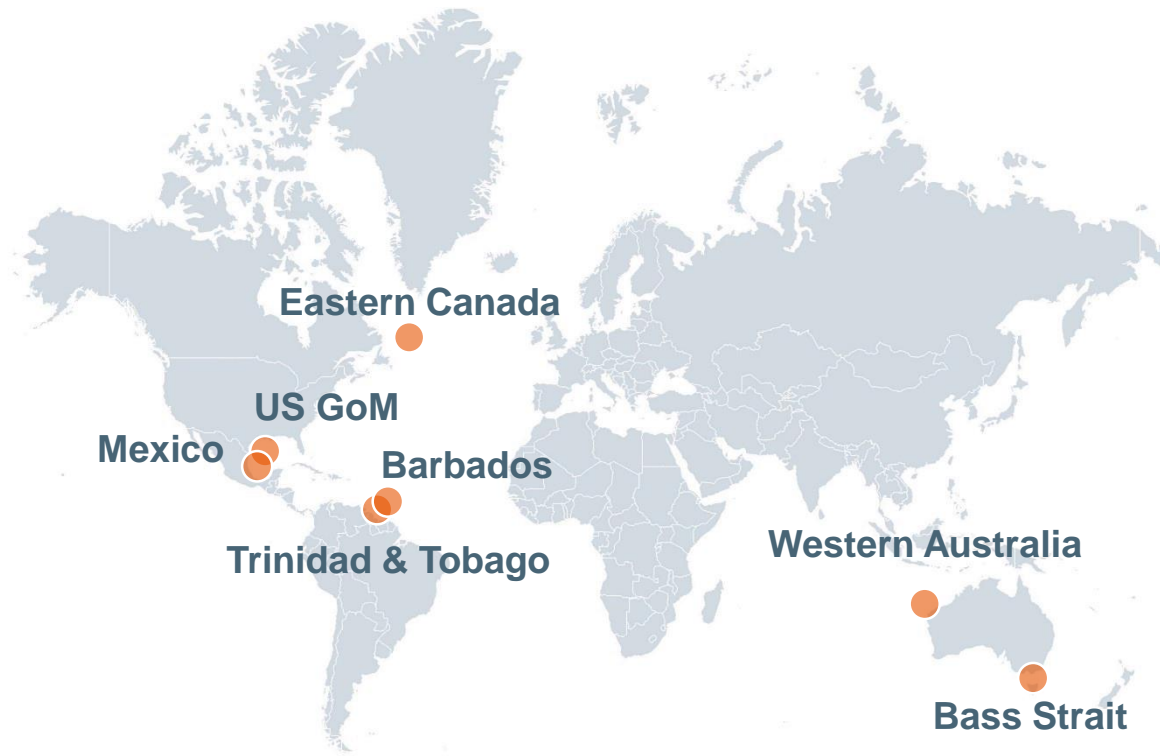 Eastern Canada
US GoM
Mexico
Barbados
Trinidad & Tobago
Western Australia
Bass Strait